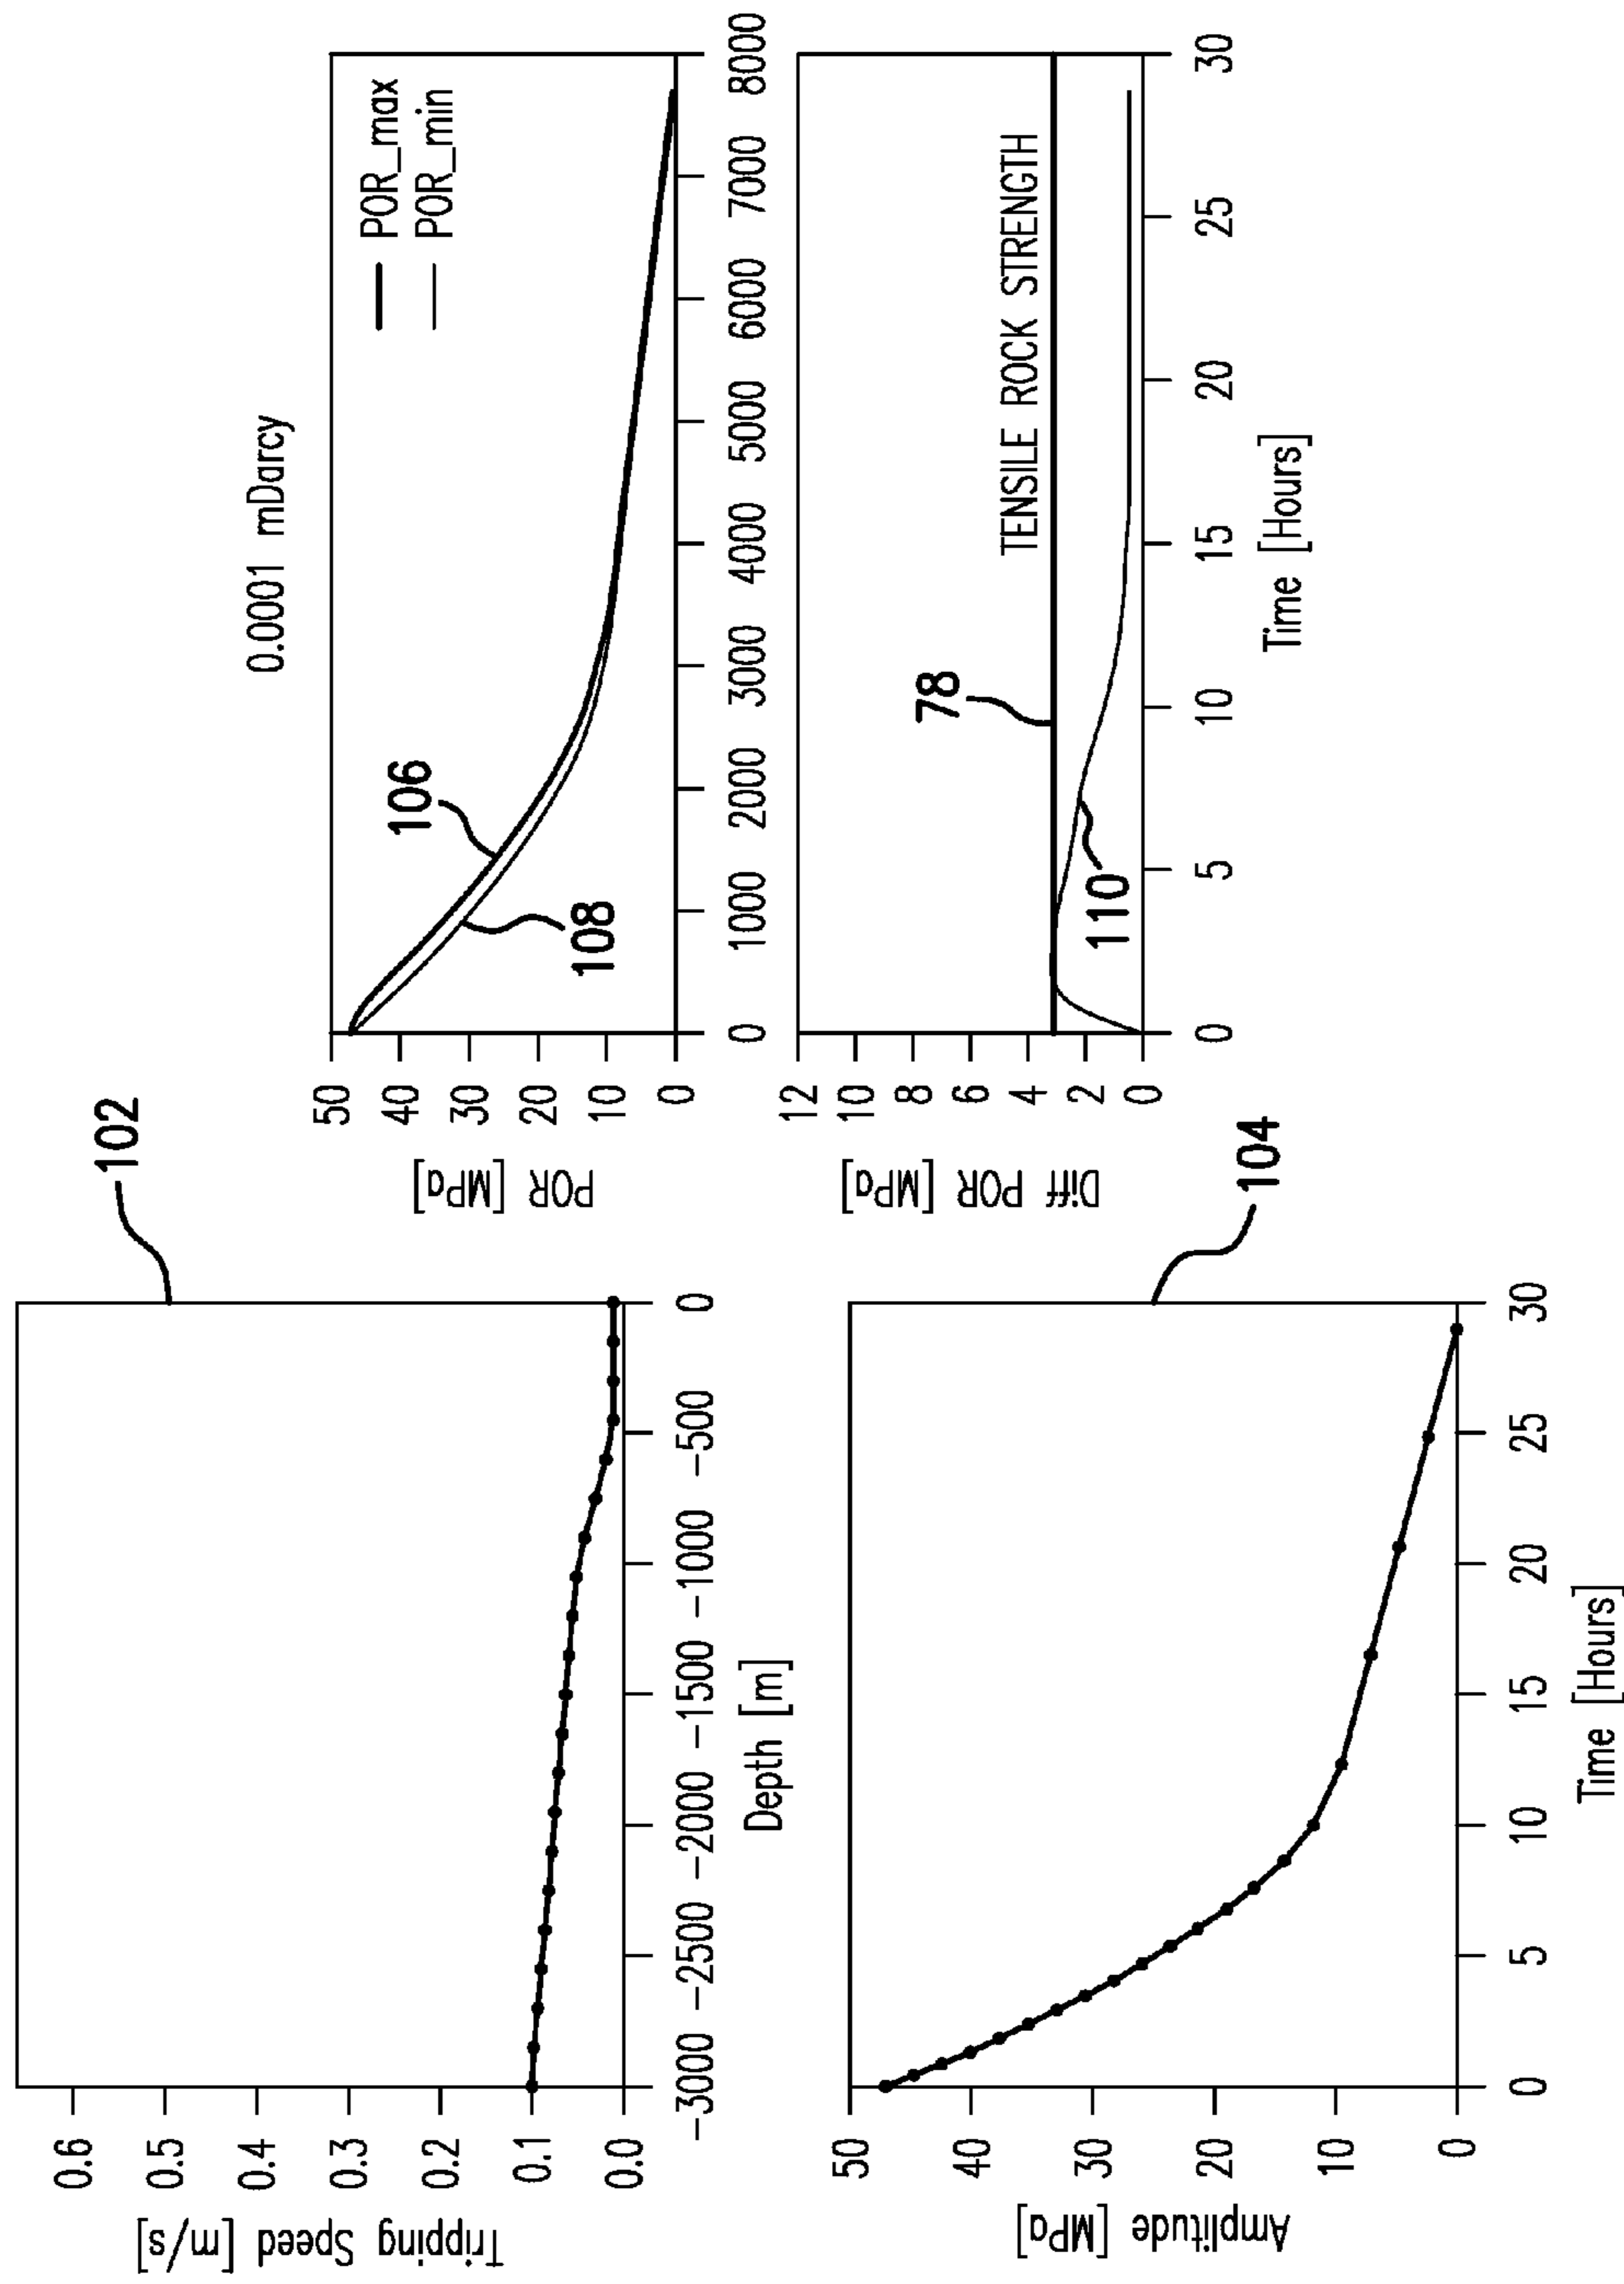 102
0.6
0.5
0.4
0.3
0.2
0.1
0.0
Tripping Speed [m/s]
-3000 -2500 -2000 -1500 -1000 -500 0
Depth [m]
104
50
40
30
20
10
0
Amplitude [MPa]
0 5 10 15 20 25 30
Time [Hours]
0.0001 mDarcy
50
40
30
20
10
0
POR [MPa]
106
108
POR_max
POR_min
0 1000 2000 3000 4000 5000 6000 7000 8000
12
10
8
6
4
2
0
Diff POR [MPa]
78
TENSILE ROCK STRENGTH
110
0 5 10 15 20 25 30
Time [Hours]